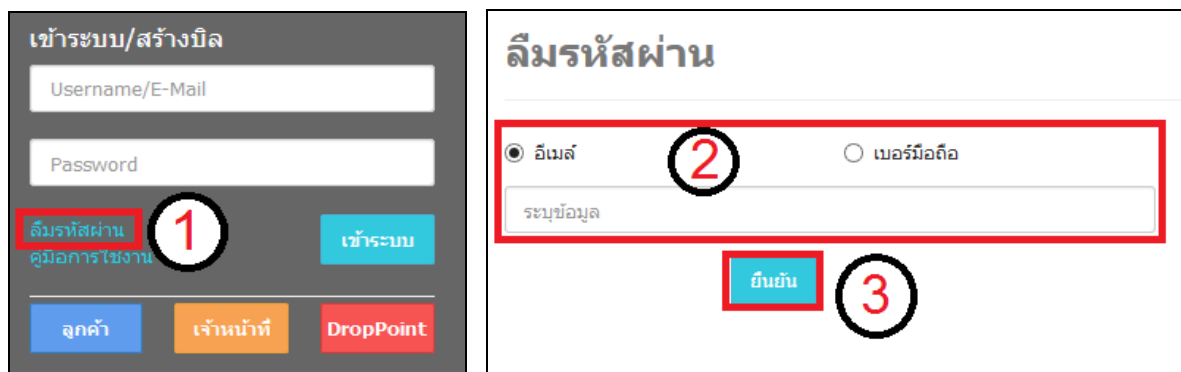 เข้าระบบ/สร้างบิล
Username/E-Mail
Password
ลืมรหัสผ่าน
1
คู่มือการใช้งาน
เข้าระบบ
ลูกค้า
เจ้าหน้าที่
DropPoint
ลืมรหัสผ่าน
อีเมล์
2
เบอร์มือถือ
ระบุข้อมูล
ยืนยัน
3